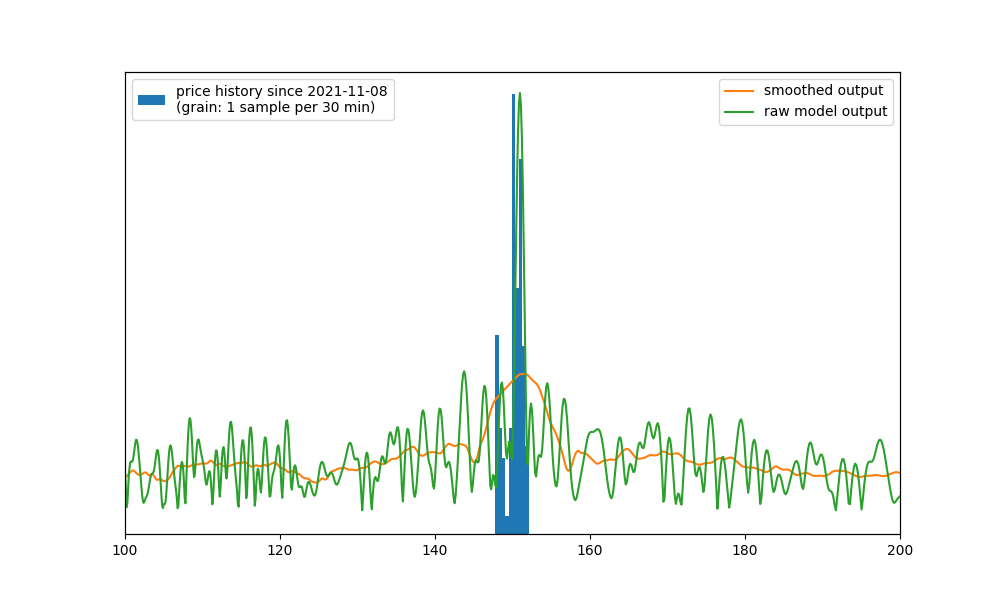 price history since 2021-11-08
(grain: 1 sample per 30 min)
smoothed output
raw model output
100
120
140
160
180
200